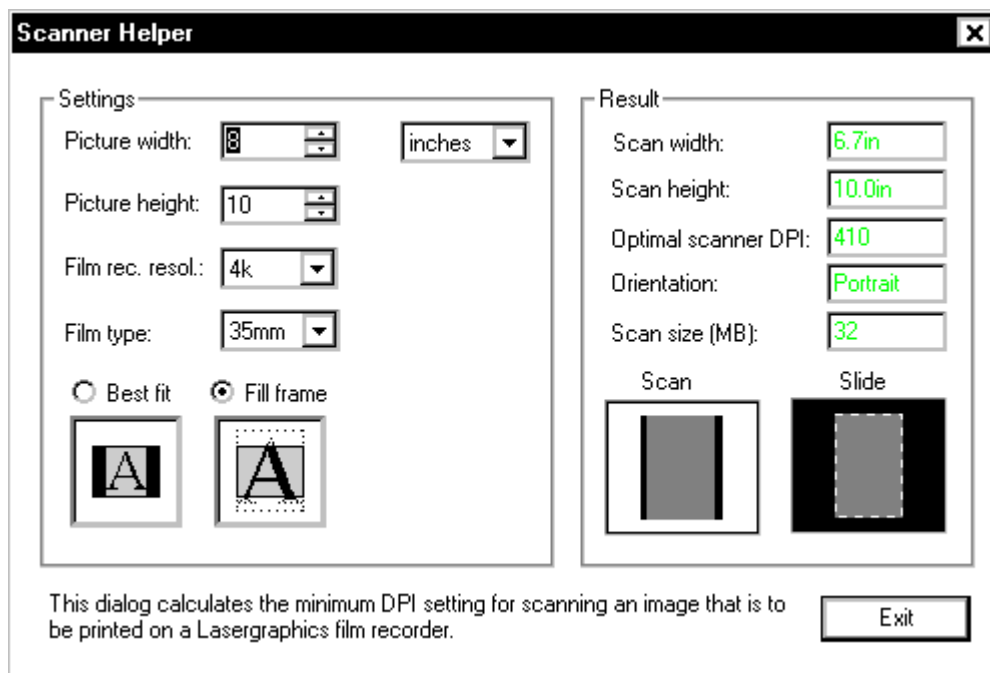 Scanner Helper
Settings
Picture width: 8 inches
Picture height: 10
Film rec. resol.: 4k
Film type: 35mm
Best fit Fill frame
A A
Result
Scan width: 6.7in
Scan height: 10.0in
Optimal scanner DPI: 410
Orientation: Portrait
Scan size (MB): 32
Scan Slide
This dialog calculates the minimum DPI setting for scanning an image that is to
be printed on a Lasergraphics film recorder.
Exit